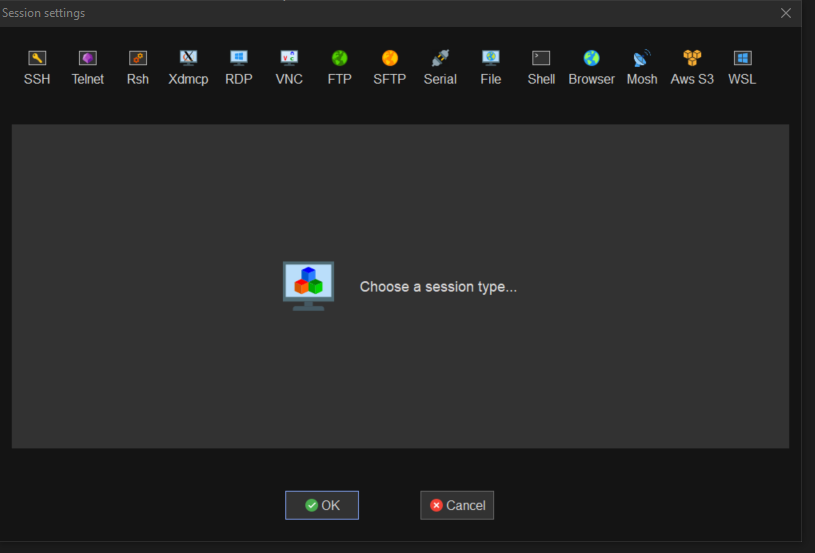 Session settings
SSH Telnet Rsh Xdmcp RDP VNC FTP SFTP Serial File Shell Browser Mosh Aws S3 WSL
Choose a session type...
OK Cancel